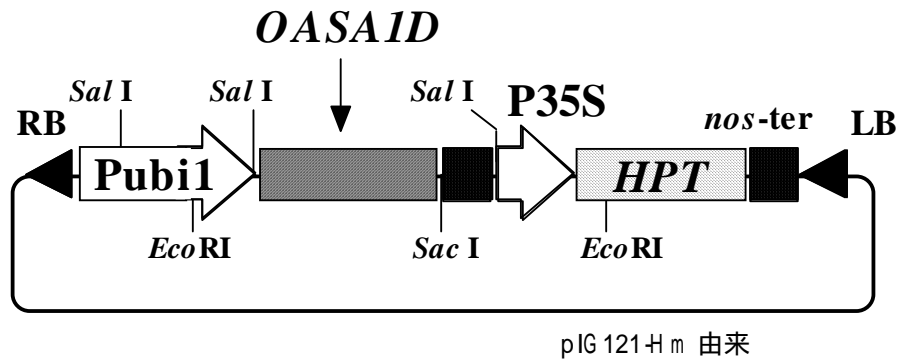 OASA1D
Sal I Sal I Sal I P35S
RB nos-ter LB
Pubi1 HPT
EcoRI Sac I EcoRI
pIG121-Hm 由来